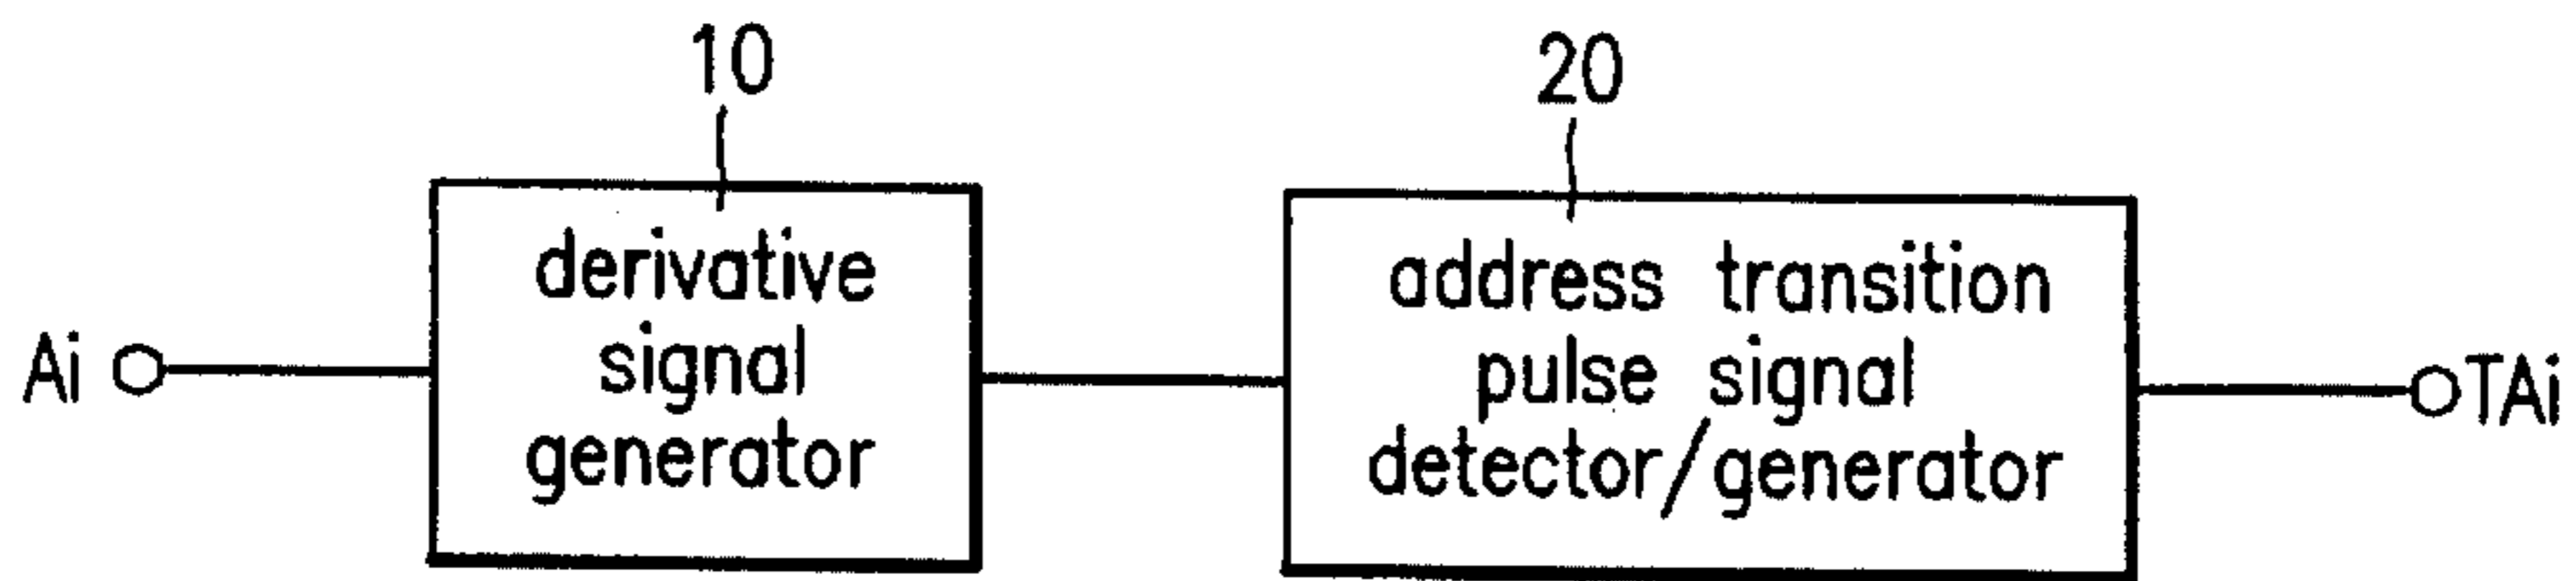 10
20
derivative
signal
generator
address transition
pulse signal
detector/generator
Ai
TAi